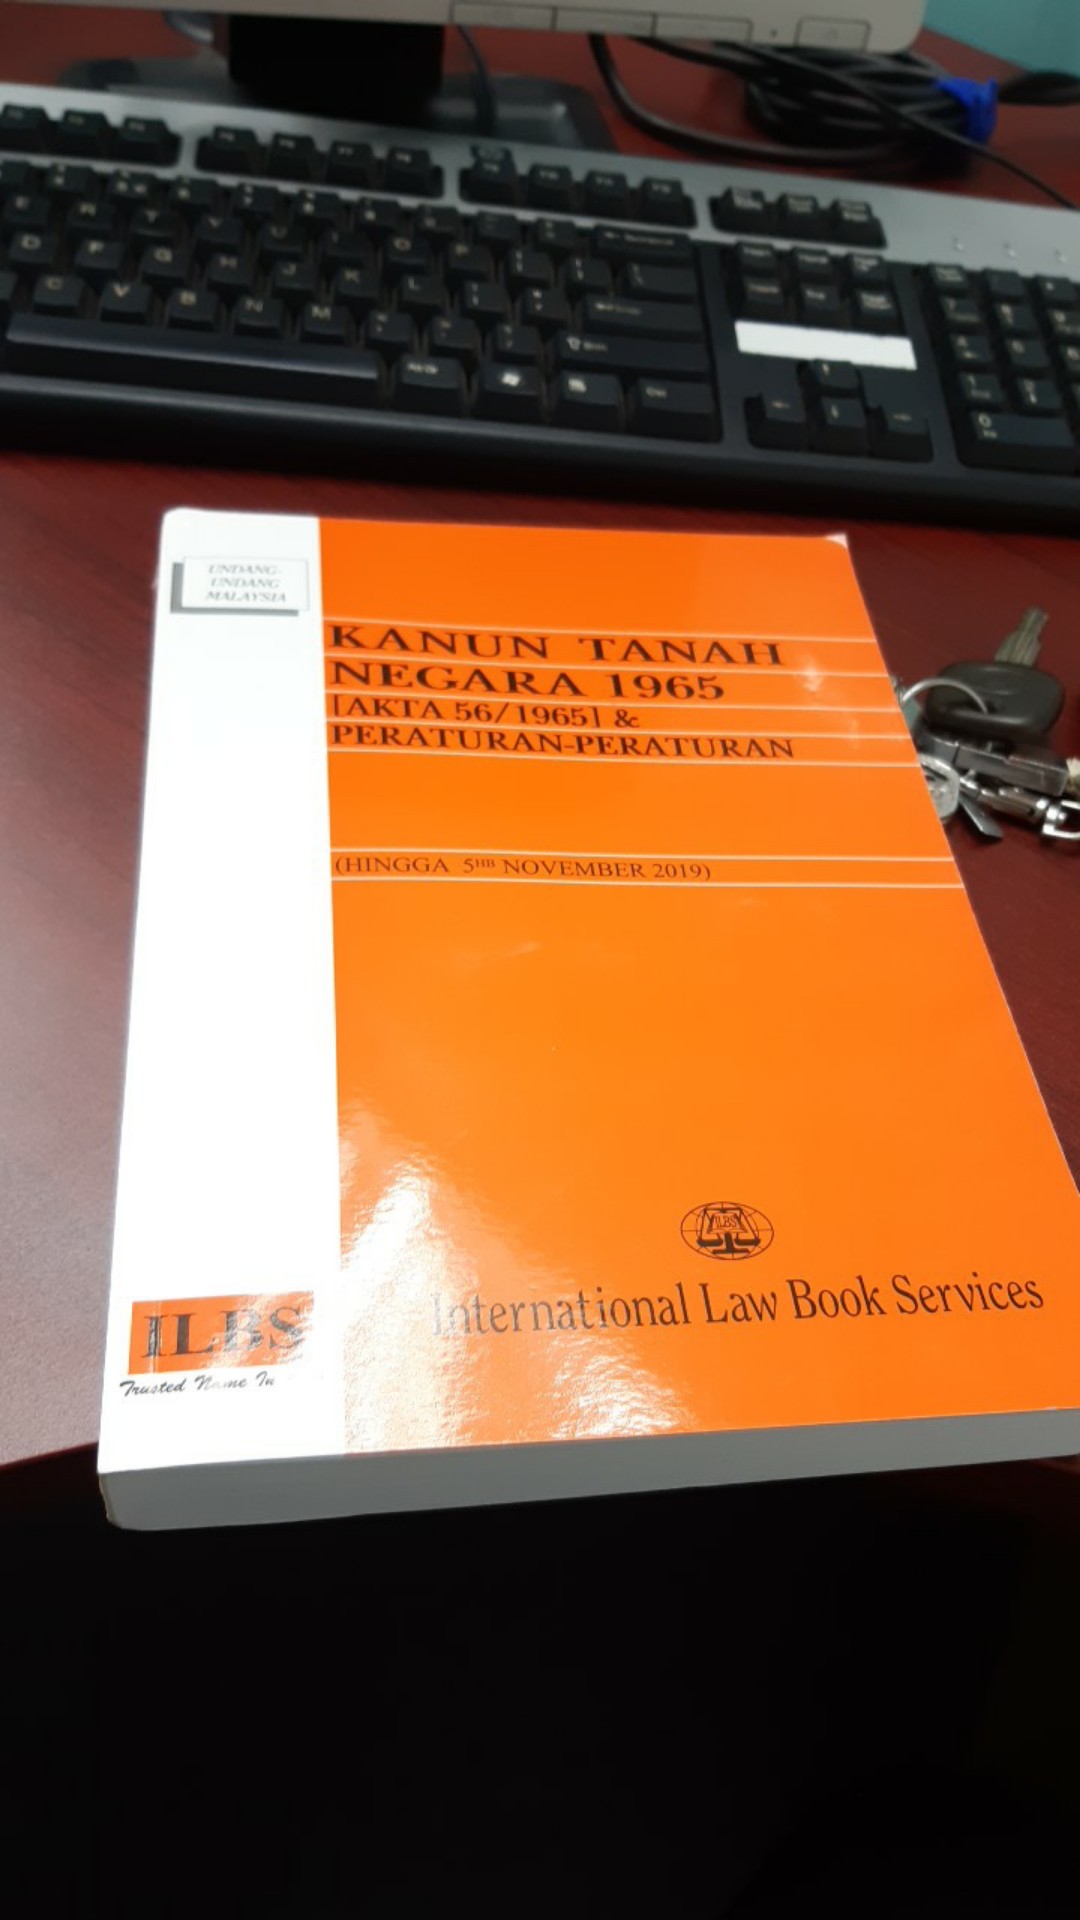 UNDANG-
UNDANG
MALAYSIA
KANUN TANAH
NEGARA 1965
[AKTA 56/1965] &
PERATURAN-PERATURAN
(HINGGA 5HB NOVEMBER 2019)
ILBS
International Law Book Services
ILBS
Trusted Name In